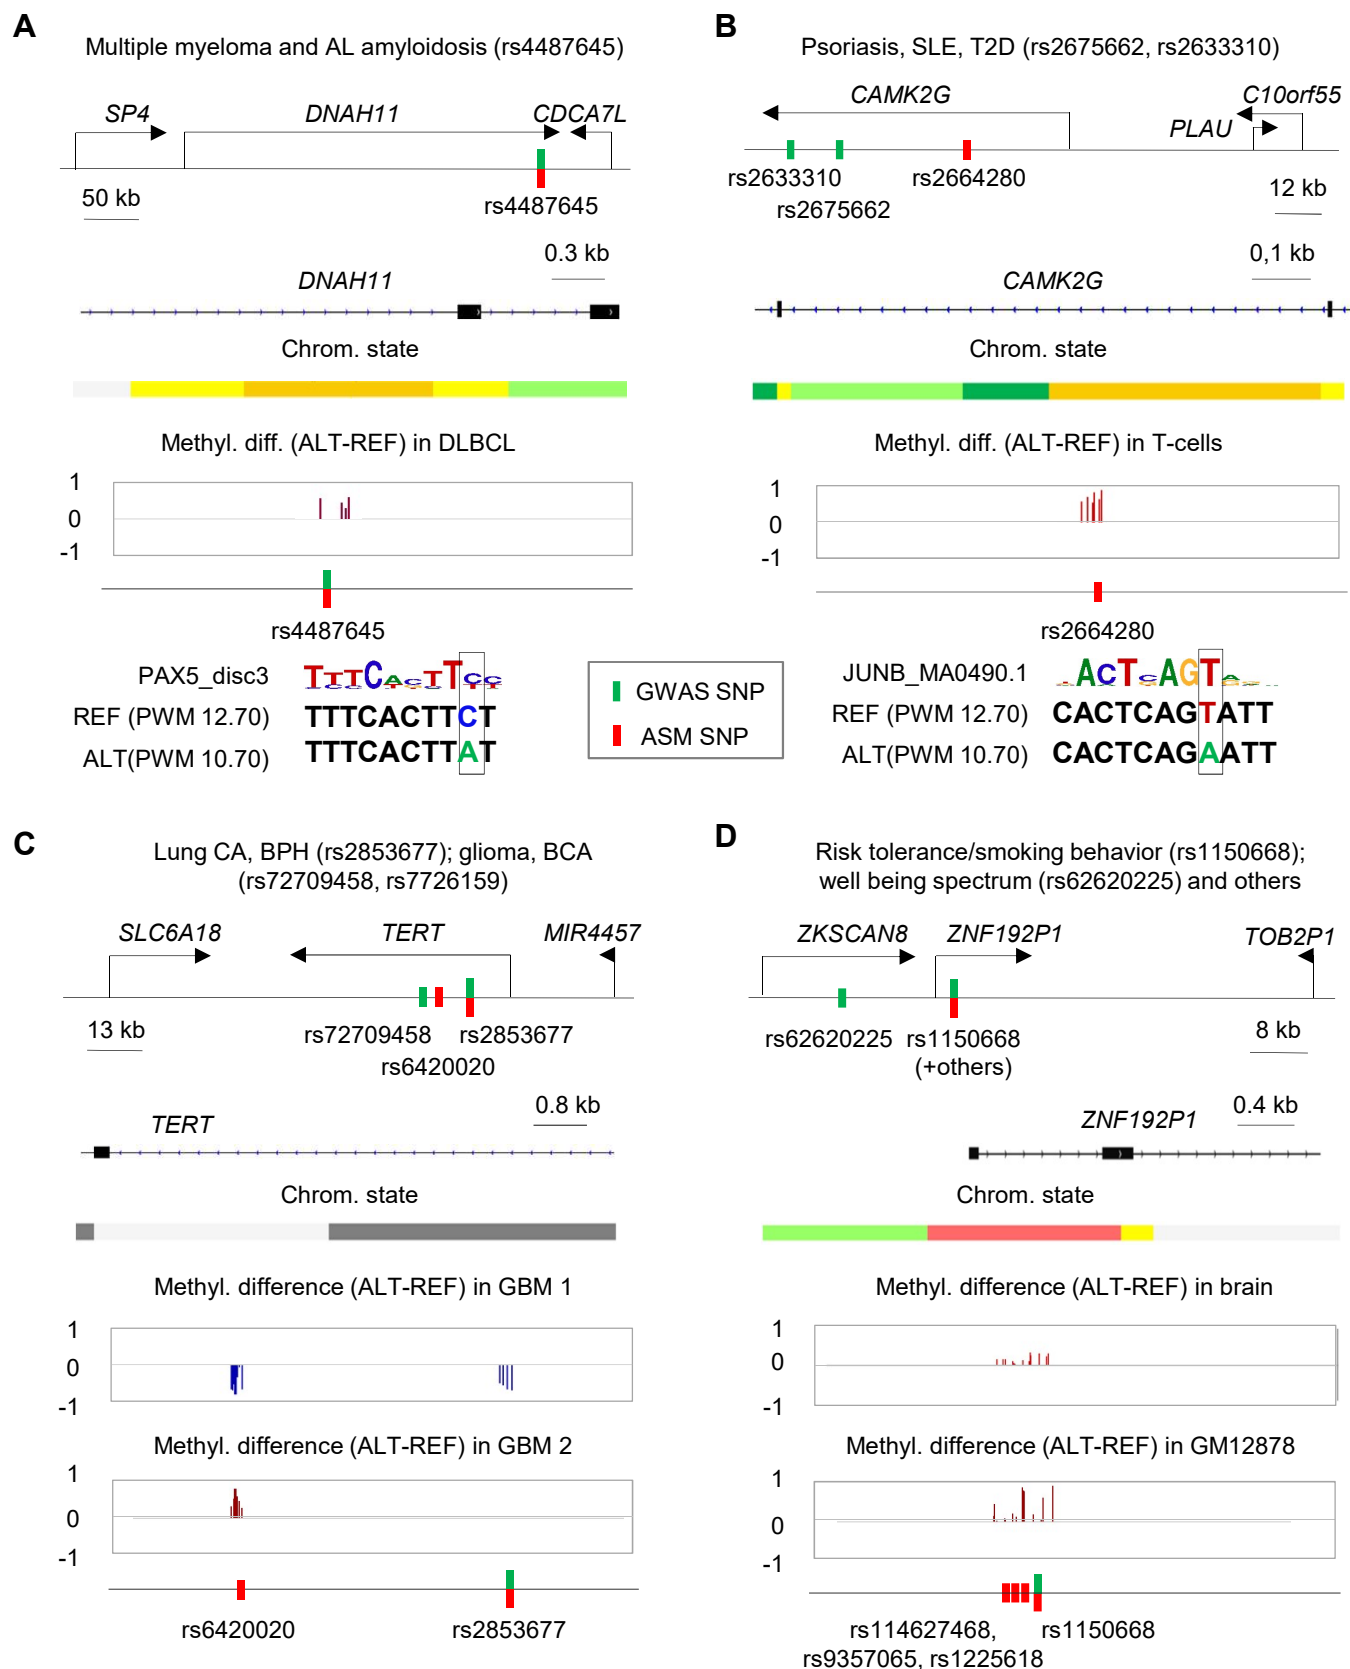 A
Multiple myeloma and AL amyloidosis (rs4487645)
SP4
DNAH11
CDCA7L
rs4487645
50 kb
0.3 kb
DNAH11
Chrom. state
Methyl. diff. (ALT-REF) in DLBCL
1
0
-1
rs4487645
PAX5_disc3
REF (PWM 12.70)
TTTCACTTCT
ALT(PWM 10.70)
TTTCACTTAT
GWAS SNP
ASM SNP
B
Psoriasis, SLE, T2D (rs2675662, rs2633310)
CAMK2G
C10orf55
PLAU
rs2633310
rs2664280
rs2675662
12 kb
0,1 kb
CAMK2G
Chrom. state
Methyl. diff. (ALT-REF) in T-cells
1
0
-1
rs2664280
JUNB_MA0490.1
REF (PWM 12.70)
CACTCAGTATT
ALT(PWM 10.70)
CACTCAGAATT
C
Lung CA, BPH (rs2853677); glioma, BCA
(rs72709458, rs7726159)
SLC6A18
TERT
MIR4457
13 kb
rs72709458
rs2853677
rs6420020
0.8 kb
TERT
Chrom. state
Methyl. difference (ALT-REF) in GBM 1
1
0
-1
Methyl. difference (ALT-REF) in GBM 2
1
0
-1
rs6420020
rs2853677
D
Risk tolerance/smoking behavior (rs1150668);
well being spectrum (rs62620225) and others
ZKSCAN8
ZNF192P1
TOB2P1
rs62620225
rs1150668
(+others)
8 kb
0.4 kb
ZNF192P1
Chrom. state
Methyl. difference (ALT-REF) in brain
1
0
-1
Methyl. difference (ALT-REF) in GM12878
1
0
-1
rs114627468,
rs1150668
rs9357065, rs1225618